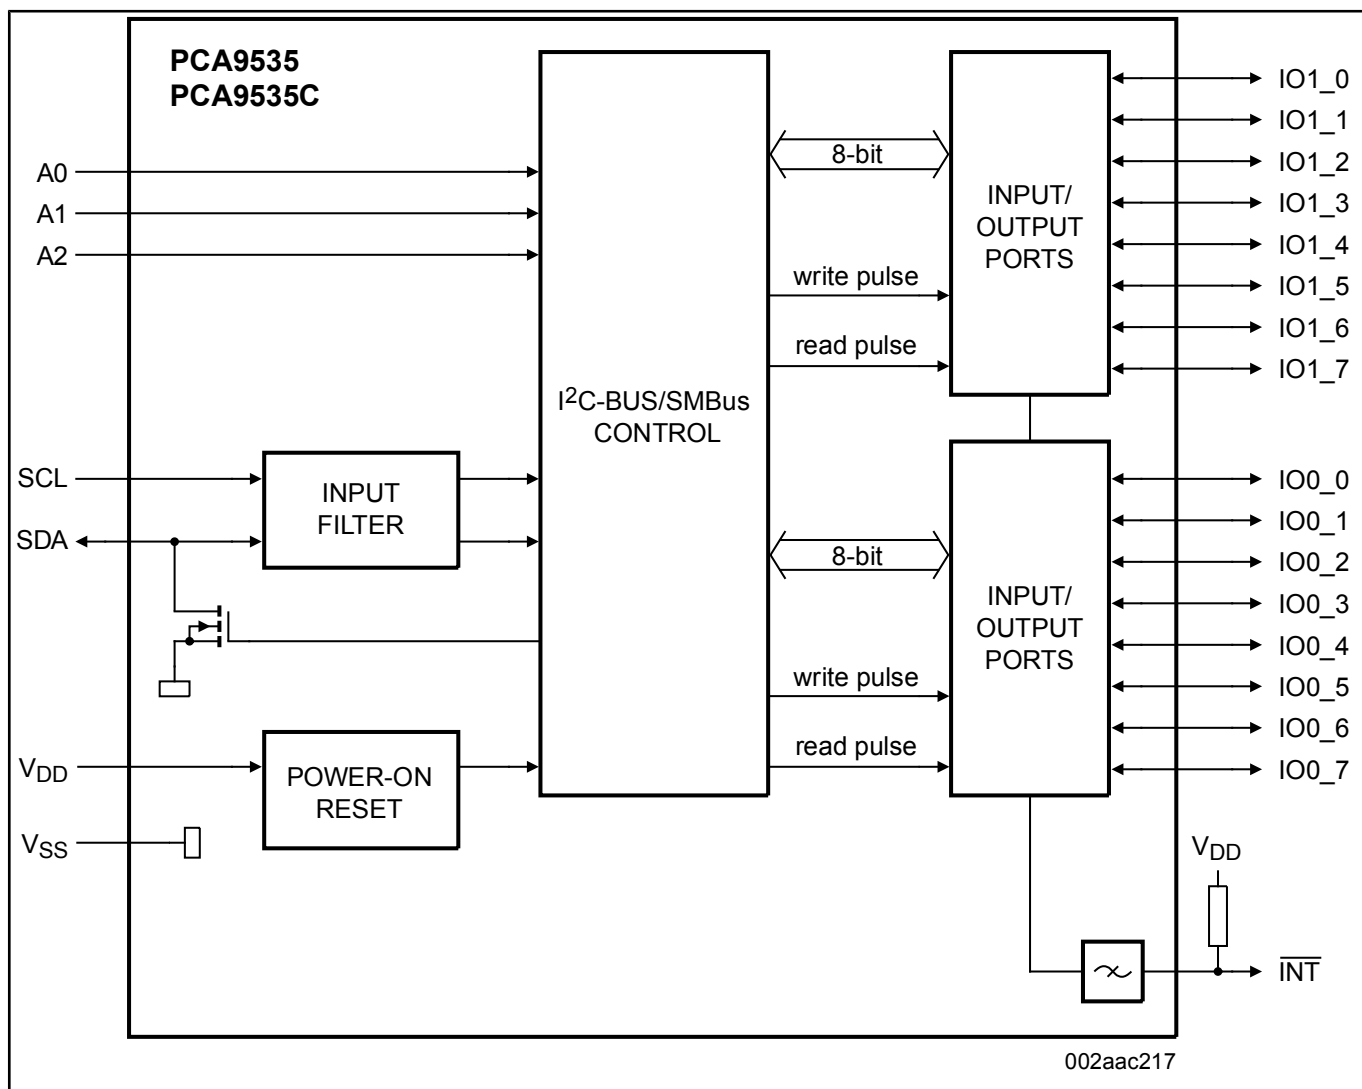 PCA9535
PCA9535C
A0
A1
A2
SCL
SDA
VDD
VSS
INPUT
FILTER
POWER-ON
RESET
I²C-BUS/SMBus
CONTROL
8-bit
write pulse
read pulse
8-bit
write pulse
read pulse
INPUT/
OUTPUT
PORTS
INPUT/
OUTPUT
PORTS
IO1_0
IO1_1
IO1_2
IO1_3
IO1_4
IO1_5
IO1_6
IO1_7
IO0_0
IO0_1
IO0_2
IO0_3
IO0_4
IO0_5
IO0_6
IO0_7
VDD
INT
002aac217